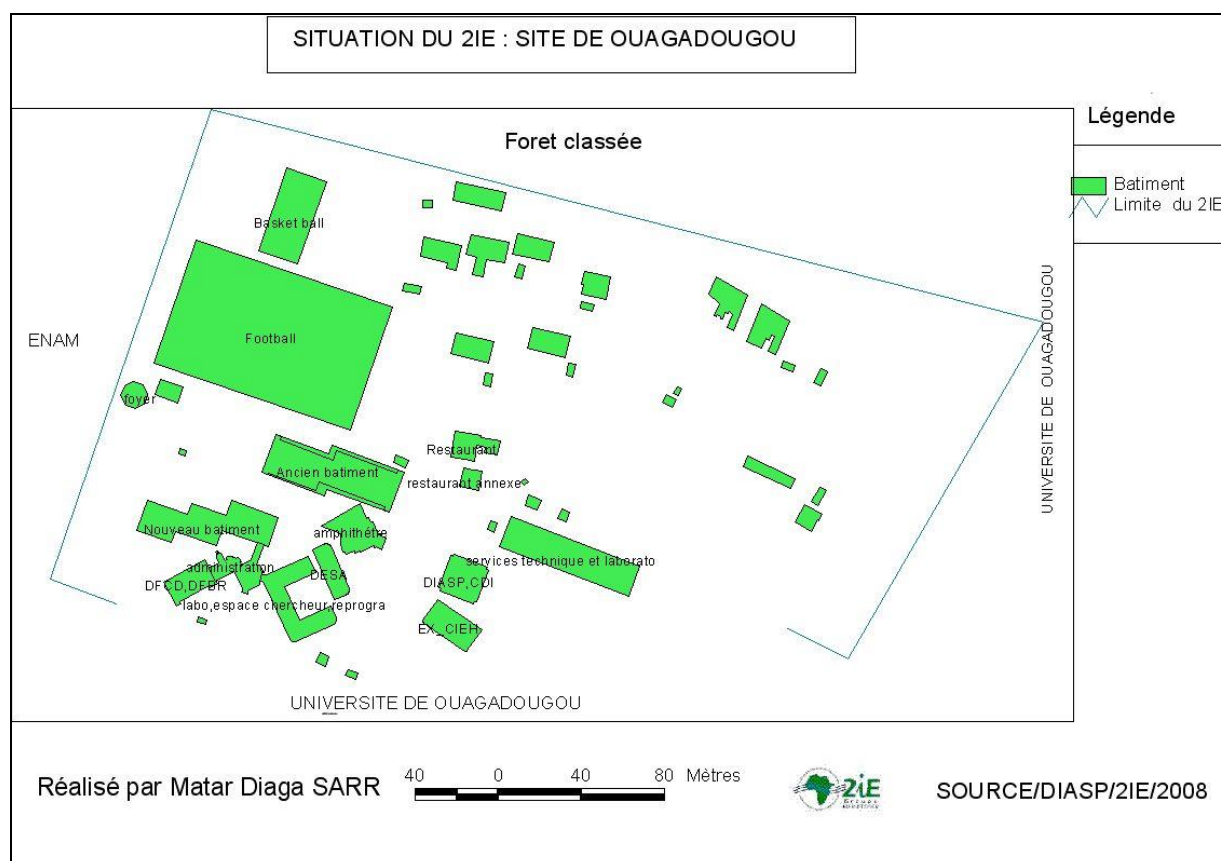 SITUATION DU 2IE : SITE DE OUAGADOUGOU
Légende
Foret classée
Batiment
Limite du 2IE
Basket ball
ENAM
Football
UNIVERSITE DE OUAGADOUGOU
foyer
Restaurant
Ancien batiment
restaurant annexe
Nouveau batiment
amphithétre
services technique et laborato
administration
DESA
DFCD,DFBR
DIASP,CDI
labo,espace chercheur,reprogra
EX_CIEH
UNIVERSITE DE OUAGADOUGOU
Réalisé par Matar Diaga SARR
40 0 40 80 Mètres
2iE
Groupe
SOURCE/DIASP/2IE/2008